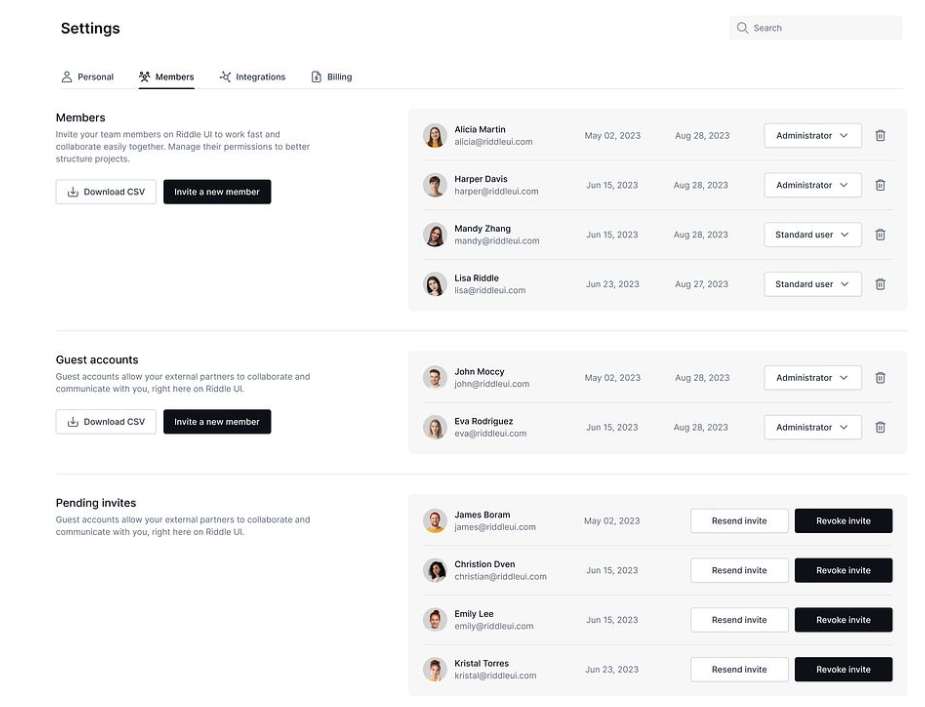 Settings
Search
Personal
Members
Integrations
Billing
Members
Invite your team members on Riddle UI to work fast and
collaborate easily together. Manage their permissions to better
structure projects.
Download CSV
Invite a new member
Alicia Martin
alicia@riddleui.com
May 02, 2023
Aug 28, 2023
Administrator
Harper Davis
harper@riddleui.com
Jun 15, 2023
Aug 28, 2023
Administrator
Mandy Zhang
mandy@riddleui.com
Jun 15, 2023
Aug 28, 2023
Standard user
Lisa Riddle
lisa@riddleui.com
Jun 23, 2023
Aug 27, 2023
Standard user
Guest accounts
Guest accounts allow your external partners to collaborate and
communicate with you, right here on Riddle UI.
Download CSV
Invite a new member
John Moccy
john@riddleui.com
May 02, 2023
Aug 28, 2023
Administrator
Eva Rodriguez
eva@riddleui.com
Jun 15, 2023
Aug 28, 2023
Administrator
Pending invites
Guest accounts allow your external partners to collaborate and
communicate with you, right here on Riddle UI.
James Boram
james@riddleui.com
May 02, 2023
Resend invite
Revoke invite
Christion Dven
christian@riddleui.com
Jun 15, 2023
Resend invite
Revoke invite
Emily Lee
emily@riddleui.com
Jun 15, 2023
Resend invite
Revoke invite
Kristal Torres
kristal@riddleui.com
Jun 23, 2023
Resend invite
Revoke invite